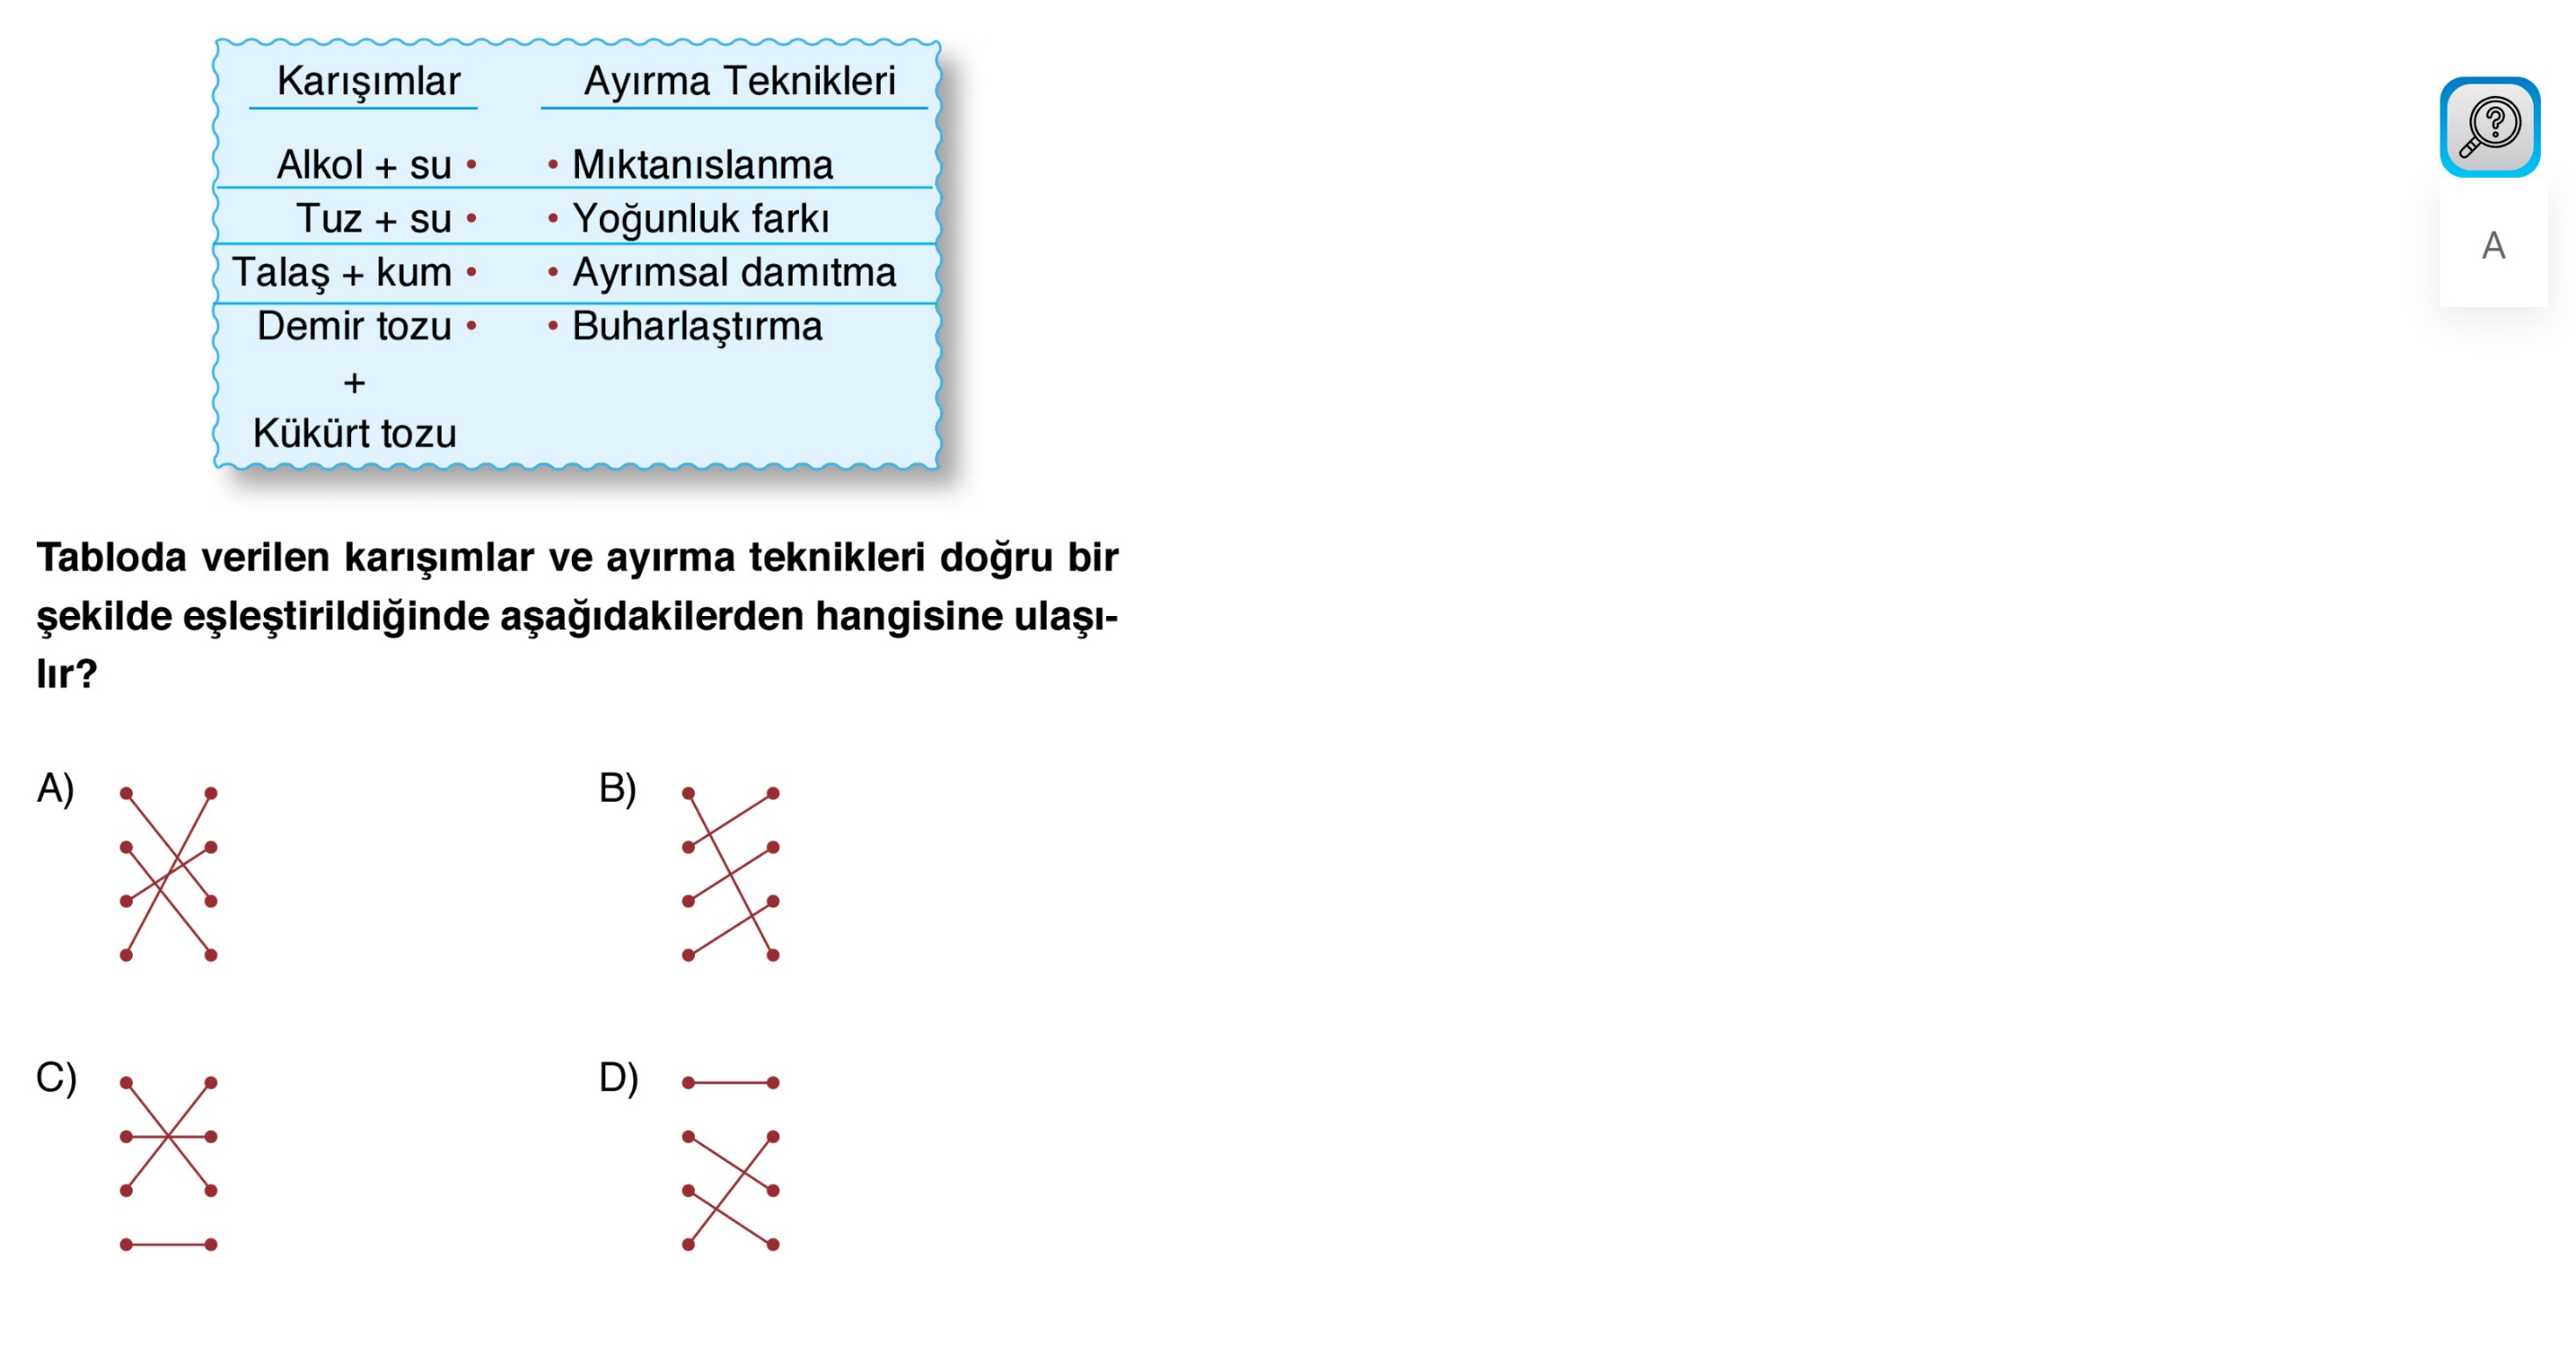 Karışımlar Ayırma Teknikleri
Alkol + su • • Mıktanıslanma
Tuz + su • • Yoğunluk farkı
Talaş + kum • • Ayrımsal damıtma
Demir tozu • • Buharlaştırma
+
Kükürt tozu
Tabloda verilen karışımlar ve ayırma teknikleri doğru bir
şekilde eşleştirildiğinde aşağıdakilerden hangisine ulaşı-
lır?
A) B)
C) D)
?
A